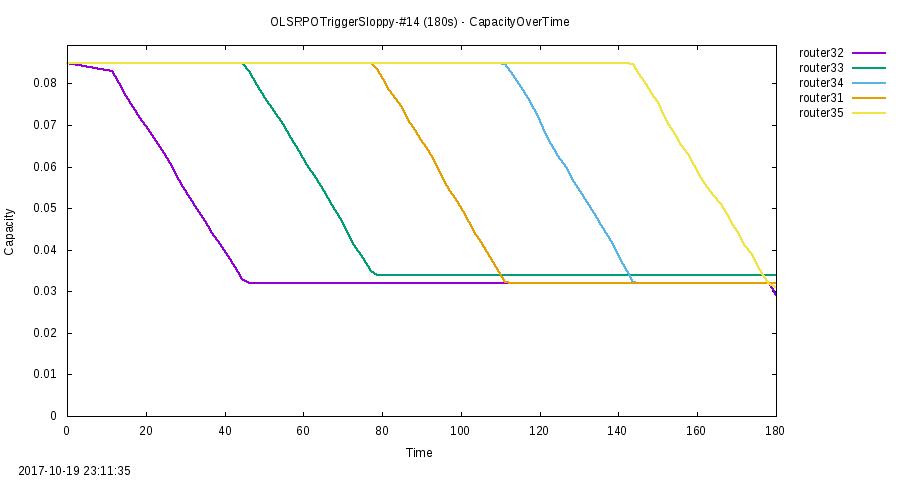 OLSRPOTriggerSloppy-#14 (180s) - CapacityOverTime
router32
router33
router34
router31
router35
Capacity
0.08
0.07
0.06
0.05
0.04
0.03
0.02
0.01
0
0 20 40 60 80 100 120 140 160 180
Time
2017-10-19 23:11:35